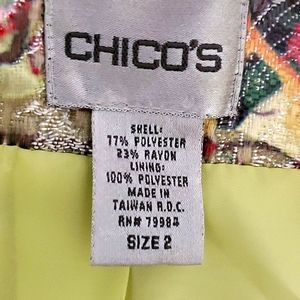 CHICO'S
SHELL:
77% POLYESTER
23% RAYON
LINING:
100% POLYESTER
MADE IN
TAIWAN R.O.C.
RN# 79984
SIZE 2